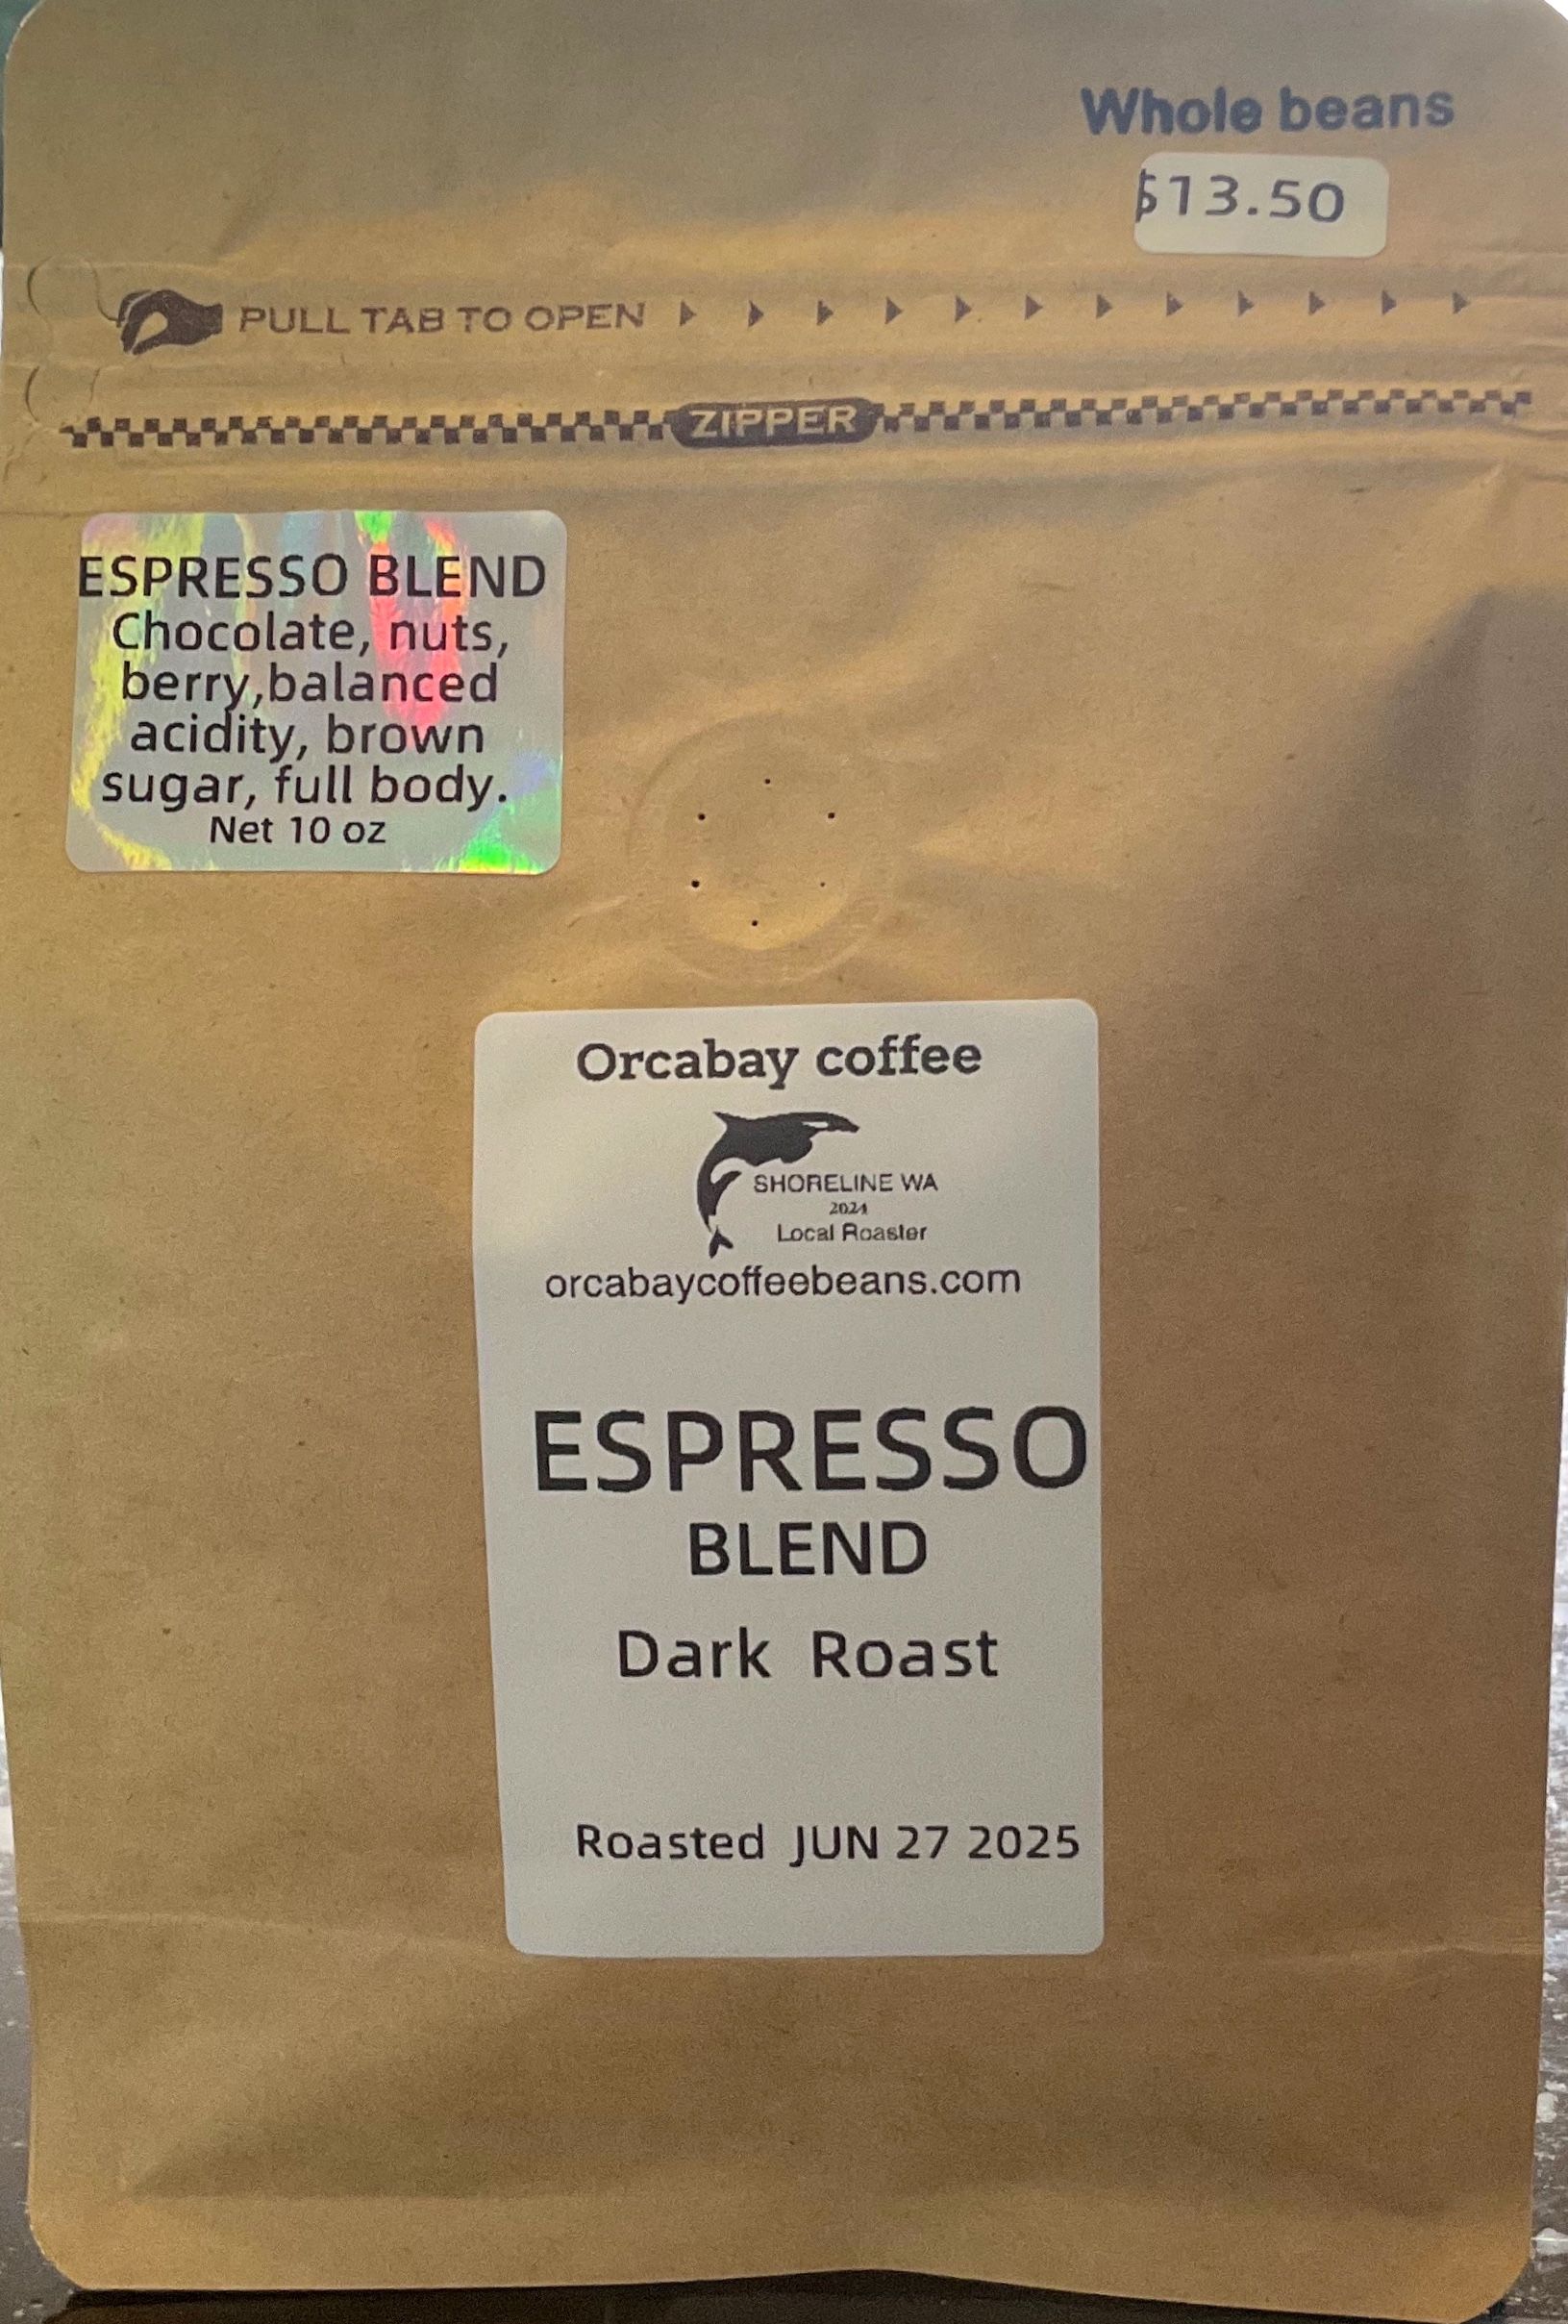 Whole beans
$13.50
PULL TAB TO OPEN
ZIPPER
ESPRESSO BLEND
Chocolate, nuts,
berry,balanced
acidity, brown
sugar, full body.
Net 10 oz
Orcabay coffee
SHORELINE WA
2024
Local Roaster
orcabaycoffeebeans.com
ESPRESSO
BLEND
Dark Roast
Roasted JUN 27 2025